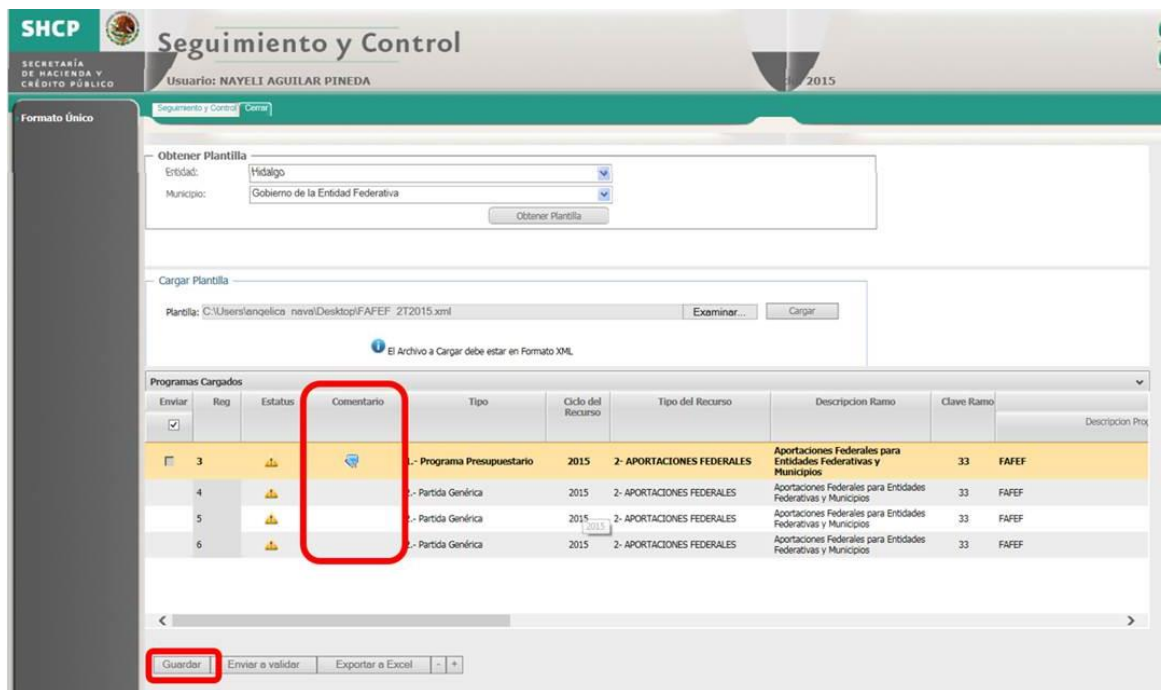 SHCP
SECRETARÍA
DE HACIENDA Y
CRÉDITO PÚBLICO
Seguimiento y Control
Usuario: NAYELI AGUILAR PINEDA
2015
Formato Único
Seguimiento y Control
Cerrar
Obtener Plantilla
Entidad: Hidalgo
Municipio: Gobierno de la Entidad Federativa
Obtener Plantilla
Cargar Plantilla
Plantilla: C:\Users\angelica nava\Desktop\FAFEF 2T2015.xml Examinar... Cargar
El Archivo a Cargar debe estar en Formato XML
Programas Cargados
Enviar Reg Estatus Comentario Tipo Ciclo del Recurso Tipo del Recurso Descripcion Ramo Clave Ramo Descripcion Prog
3 1.- Programa Presupuestario 2015 2- APORTACIONES FEDERALES Aportaciones Federales para Entidades Federativas y Municipios 33 FAFEF
4 2.- Partida Genérica 2015 2- APORTACIONES FEDERALES Aportaciones Federales para Entidades Federativas y Municipios 33 FAFEF
5 2.- Partida Genérica 2015 2- APORTACIONES FEDERALES Aportaciones Federales para Entidades Federativas y Municipios 33 FAFEF
2015
6 2.- Partida Genérica 2015 2- APORTACIONES FEDERALES Aportaciones Federales para Entidades Federativas y Municipios 33 FAFEF
Guardar Enviar a validar Exportar a Excel - +